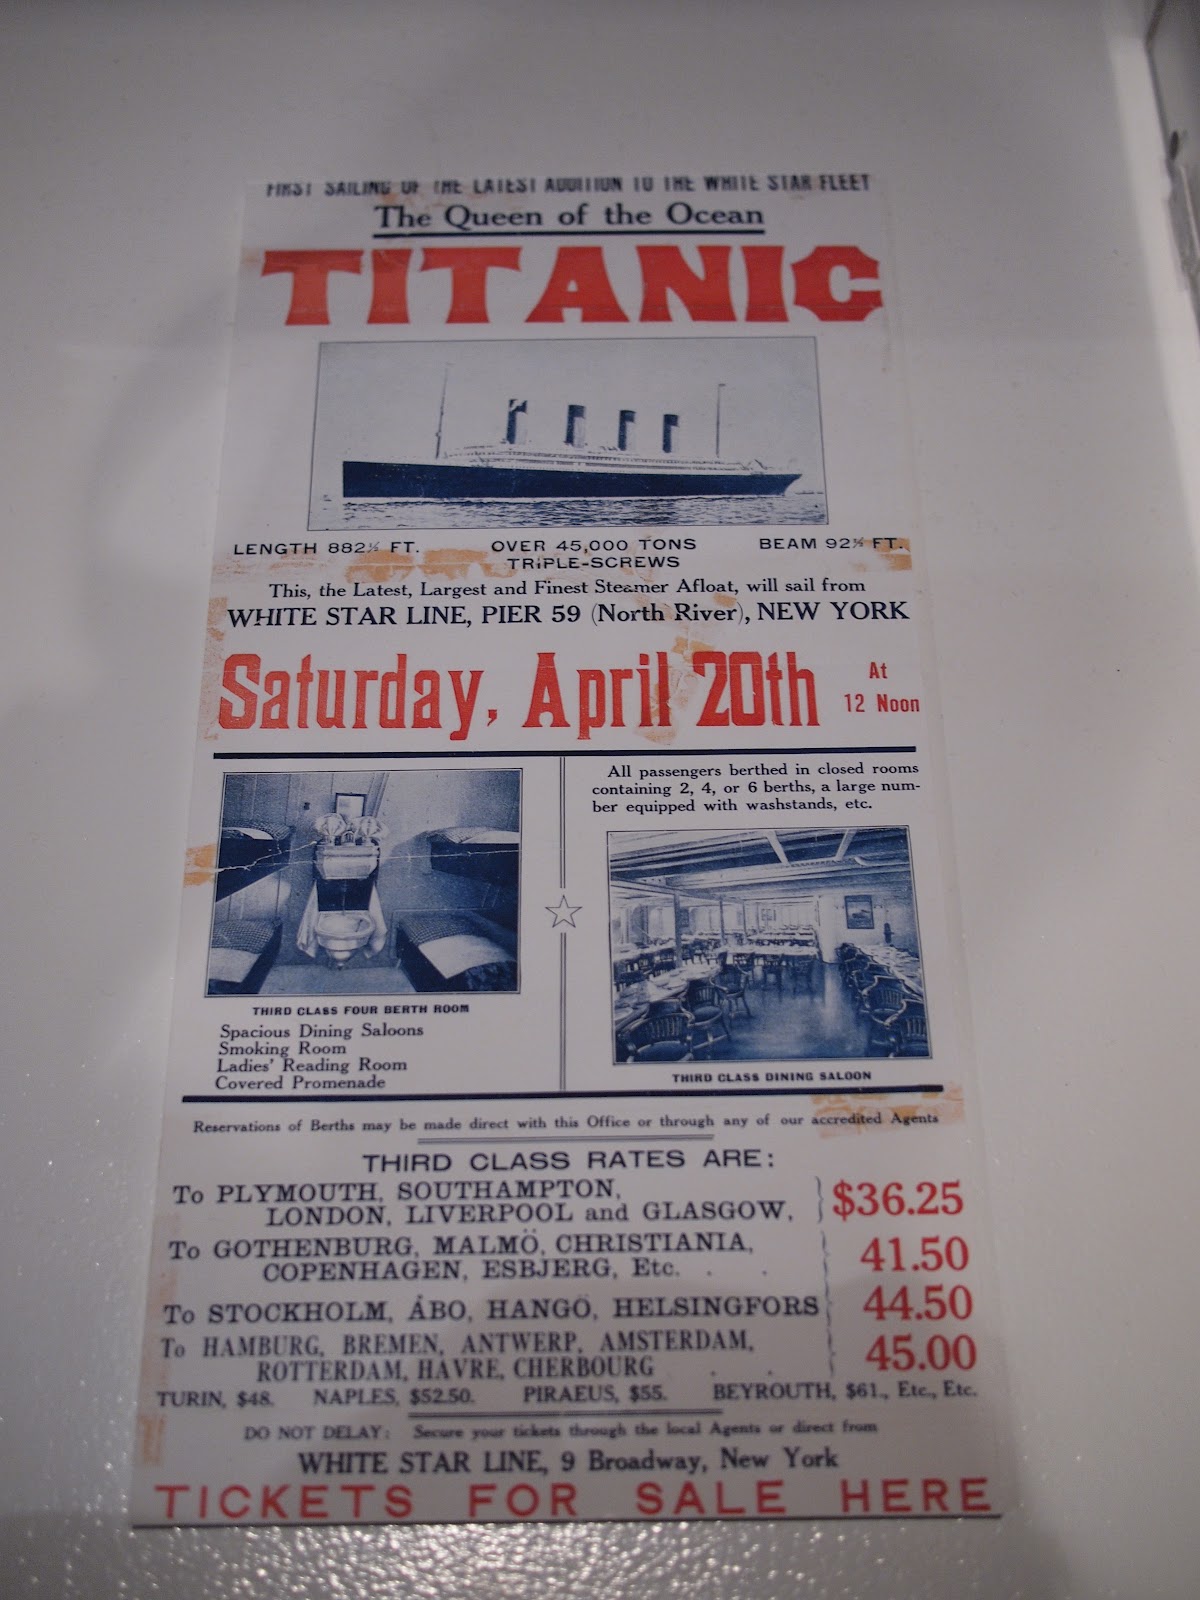 FIRST SAILING OF THE LATEST ADDITION TO THE WHITE STAR FLEET
The Queen of the Ocean
TITANIC
LENGTH 882½ FT. OVER 45,000 TONS BEAM 92½ FT.
TRIPLE-SCREWS
This, the Latest, Largest and Finest Steamer Afloat, will sail from
WHITE STAR LINE, PIER 59 (North River), NEW YORK
Saturday, April 20th At
12 Noon
All passengers berthed in closed rooms
containing 2, 4, or 6 berths, a large num-
ber equipped with washstands, etc.
THIRD CLASS FOUR BERTH ROOM
Spacious Dining Saloons
Smoking Room
Ladies' Reading Room
Covered Promenade
THIRD CLASS DINING SALOON
Reservations of Berths may be made direct with this Office or through any of our accredited Agents
THIRD CLASS RATES ARE:
To PLYMOUTH, SOUTHAMPTON,
LONDON, LIVERPOOL and GLASGOW, $36.25
To GOTHENBURG, MALMÖ, CHRISTIANIA,
COPENHAGEN, ESBJERG, Etc. . . 41.50
To STOCKHOLM, ÅBO, HANGÖ, HELSINGFORS 44.50
To HAMBURG, BREMEN, ANTWERP, AMSTERDAM,
ROTTERDAM, HAVRE, CHERBOURG . . 45.00
TURIN, $48. NAPLES, $52.50. PIRAEUS, $55. BEYROUTH, $61., Etc., Etc.
DO NOT DELAY: Secure your tickets through the local Agents or direct from
WHITE STAR LINE, 9 Broadway, New York
TICKETS FOR SALE HERE